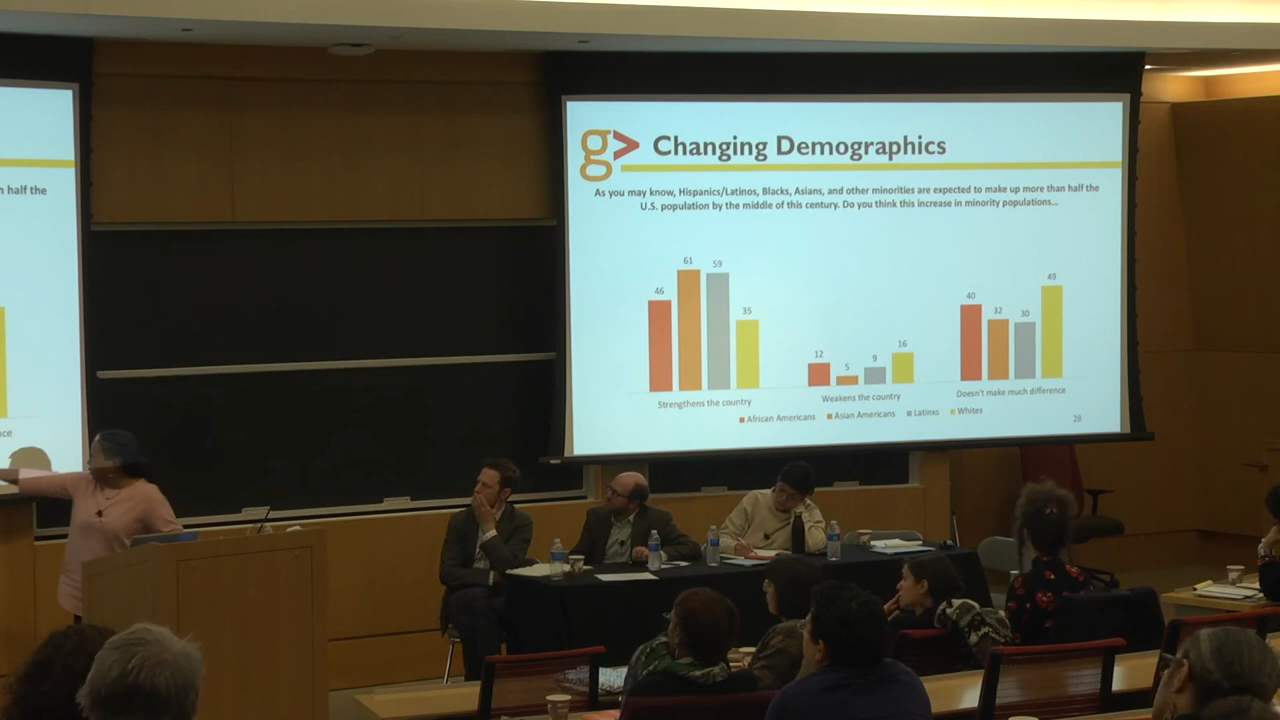 n half the
ce
g>
Changing Demographics
As you may know, Hispanics/Latinos, Blacks, Asians, and other minorities are expected to make up more than half the
U.S. population by the middle of this century. Do you think this increase in minority populations...
46
61
59
35
12
5
9
16
40
32
30
49
Strengthens the country
Weakens the country
Doesn't make much difference
African Americans
Asian Americans
Latinxs
Whites
28